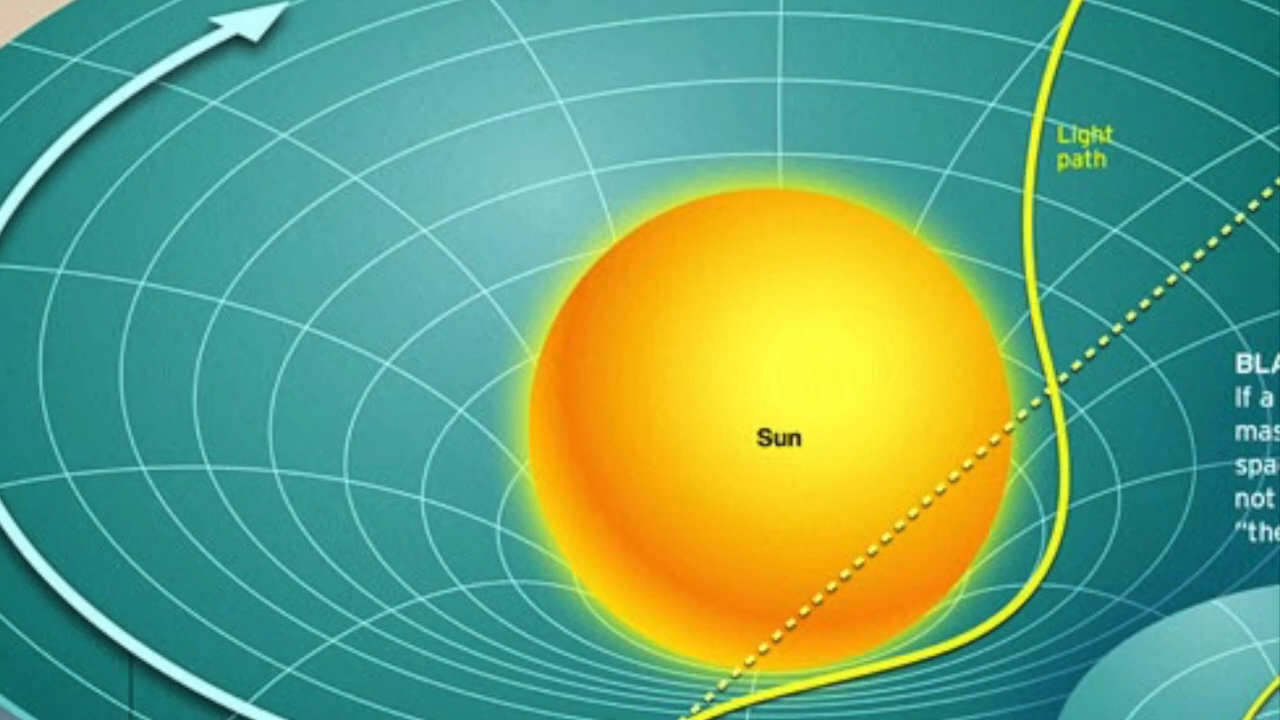 Light
path
Sun
BLA
If a
mas
spa
not
"the